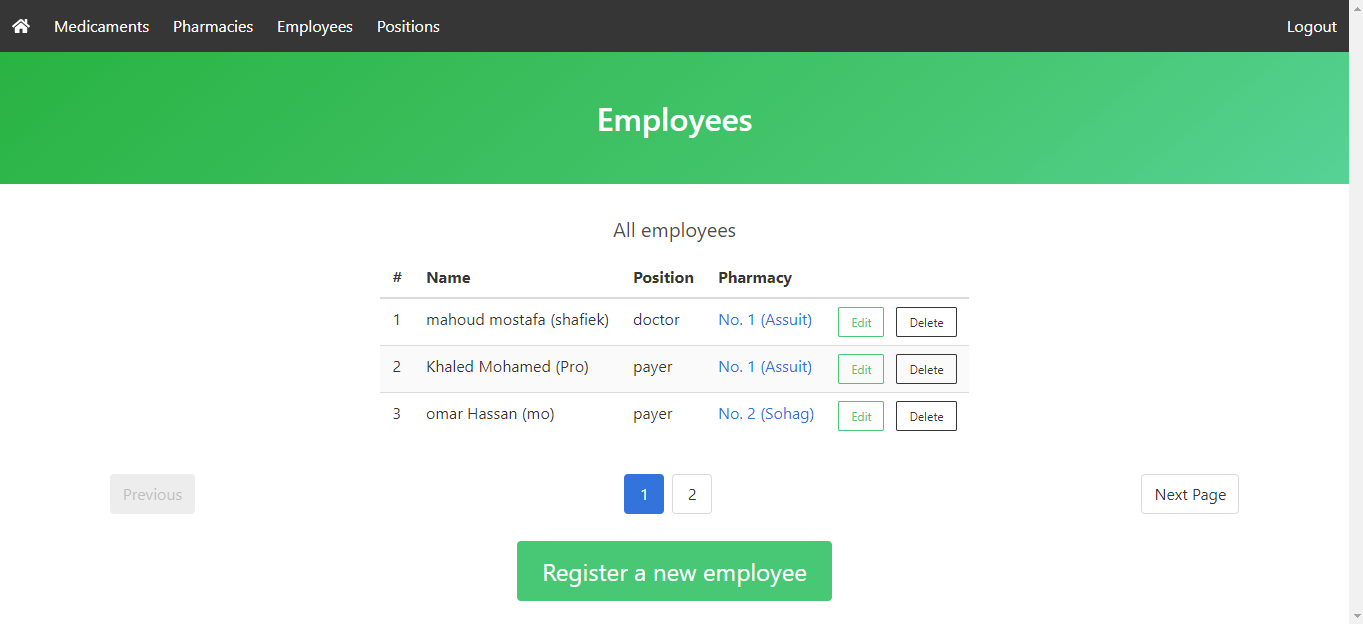 Medicaments Pharmacies Employees Positions Logout
Employees
All employees
# Name Position Pharmacy
1 mahoud mostafa (shafiek) doctor No. 1 (Assuit) Edit Delete
2 Khaled Mohamed (Pro) payer No. 1 (Assuit) Edit Delete
3 omar Hassan (mo) payer No. 2 (Sohag) Edit Delete
Previous 1 2 Next Page
Register a new employee